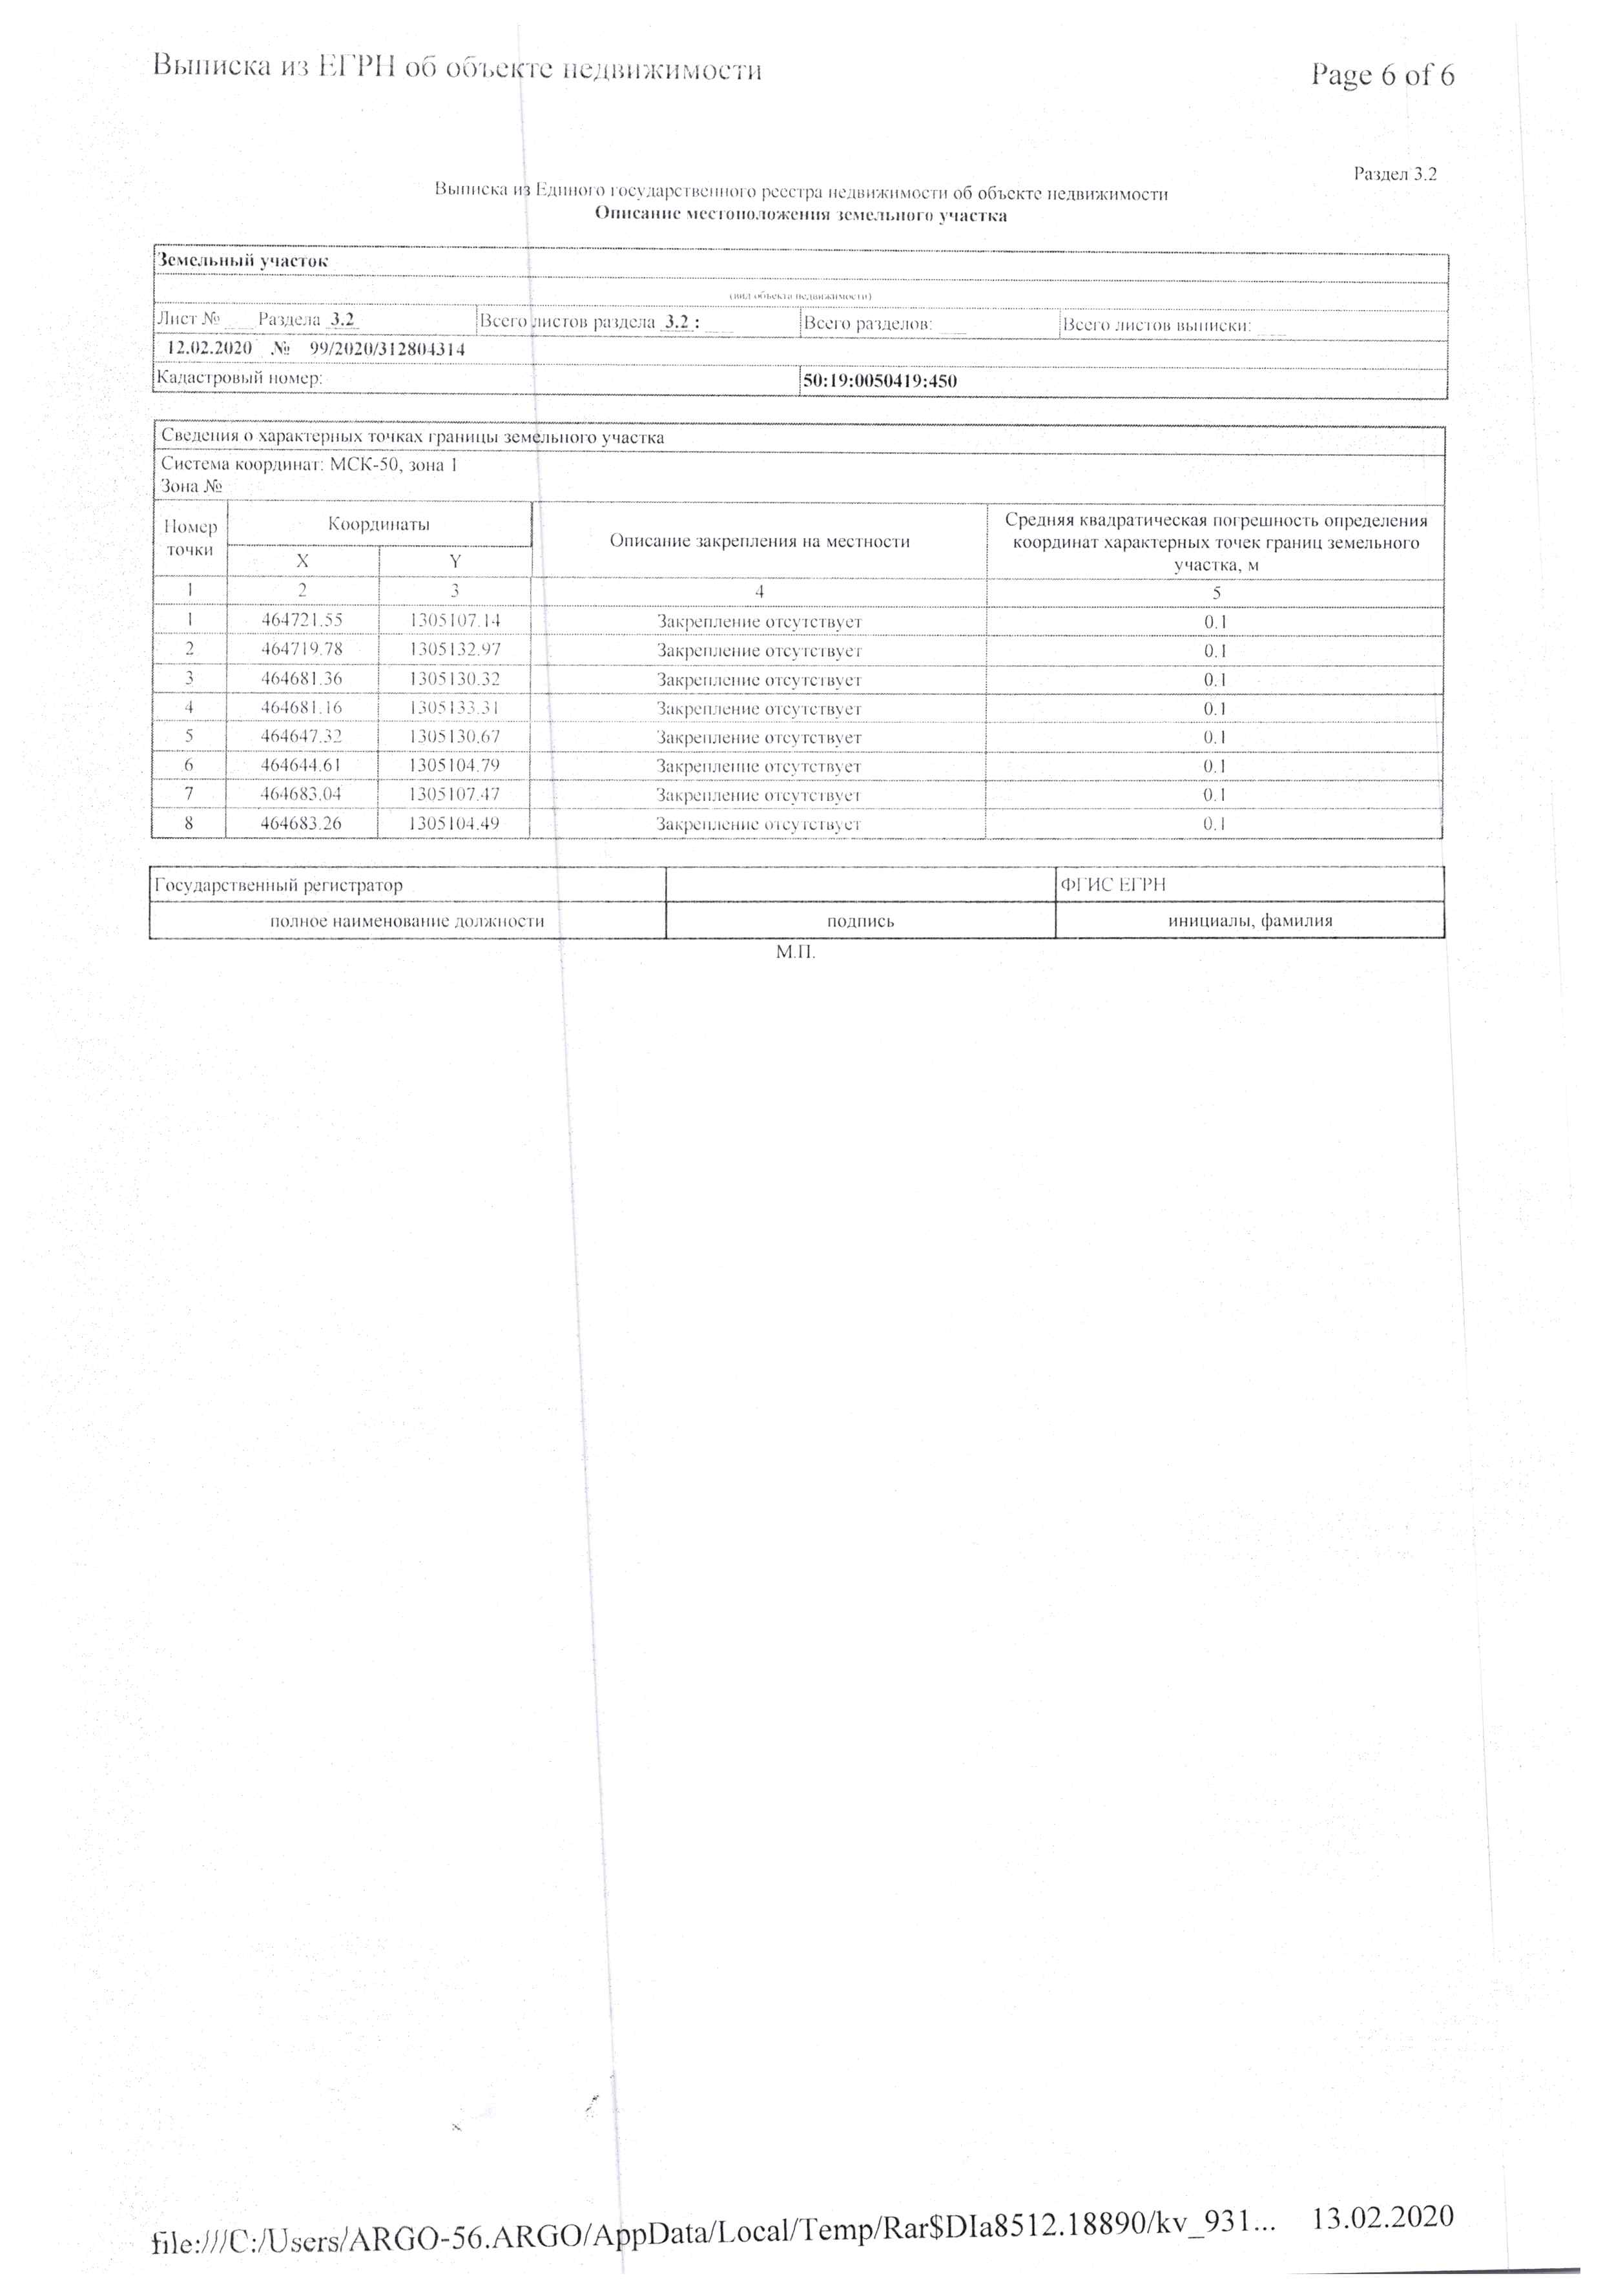 Выписка из ЕГРН об объекте недвижимости
Page 6 of 6
Раздел 3.2
Выписка из Единого государственного реестра недвижимости об объекте недвижимости
Описание местоположения земельного участка
Земельный участок
(вид объекта недвижимости)
Лист № ___ Раздела 3.2 Всего листов раздела 3.2 : ___ Всего разделов: ___ Всего листов выписки: ___
12.02.2020 № 99/2020/312804314
Кадастровый номер: 50:19:0050419:450
Сведения о характерных точках границы земельного участка
Система координат: МСК-50, зона 1
Зона №
Номер точки Координаты Описание закрепления на местности Средняя квадратическая погрешность определения координат характерных точек границ земельного участка, м
X Y
1 2 3 4 5
1 464721.55 1305107.14 Закрепление отсутствует 0.1
2 464719.78 1305132.97 Закрепление отсутствует 0.1
3 464681.36 1305130.32 Закрепление отсутствует 0.1
4 464681.16 1305133.31 Закрепление отсутствует 0.1
5 464647.32 1305130.67 Закрепление отсутствует 0.1
6 464644.61 1305104.79 Закрепление отсутствует 0.1
7 464683.04 1305107.47 Закрепление отсутствует 0.1
8 464683.26 1305104.49 Закрепление отсутствует 0.1
Государственный регистратор ФГИС ЕГРН
полное наименование должности подпись инициалы, фамилия
М.П.
file:///C:/Users/ARGO-56.ARGO/AppData/Local/Temp/Rar$DIa8512.18890/kv_931... 13.02.2020